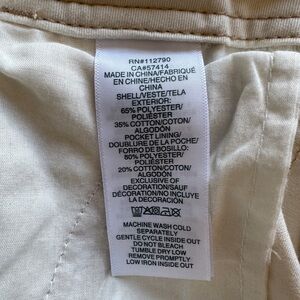 RN#112790
CA#57414
MADE IN CHINA/FABRIQUÉ
EN CHINE/HECHO EN
CHINA
SHELL/VESTE/TELA
EXTERIOR:
65% POLYESTER/
POLIÉSTER
35% COTTON/COTON/
ALGODÓN
POCKET LINING/
DOUBLURE DE LA POCHE/
FORRO DE BOSILLO:
80% POLYESTER/
POLIÉSTER
20% COTTON/COTON/
ALGODÓN
EXCLUSIVE OF
DECORATION/SAUF
DÉCORATION/NO INCLUYE
LA DECORACIÓN
MACHINE WASH COLD
SEPARATELY
GENTLE CYCLE INSIDE OUT
DO NOT BLEACH
TUMBLE DRY LOW
REMOVE PROMPTLY
LOW IRON INSIDE OUT